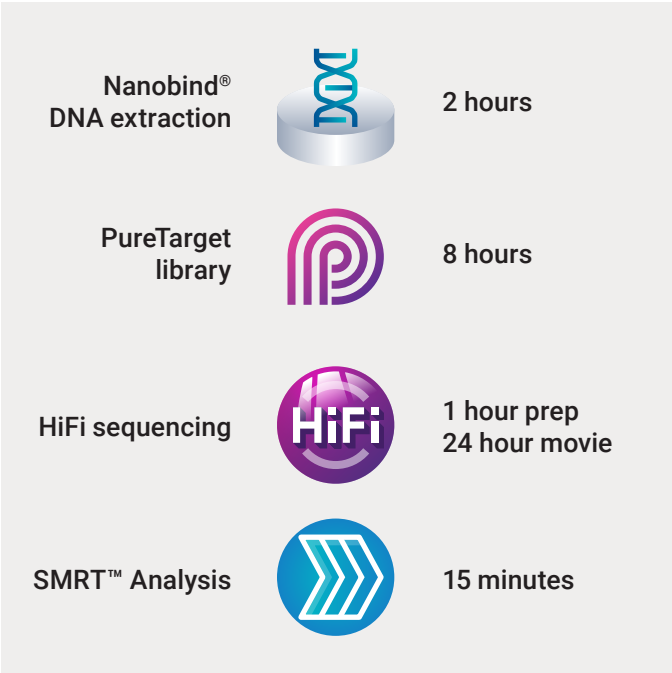 Nanobind®
DNA extraction
2 hours
PureTarget
library
8 hours
HiFi sequencing
HiFi
1 hour prep
24 hour movie
SMRT™ Analysis
15 minutes